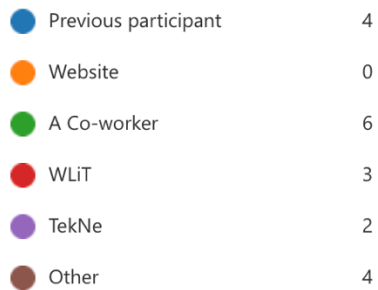 Previous participant 4
Website 0
A Co-worker 6
WLiT 3
TekNe 2
Other 4